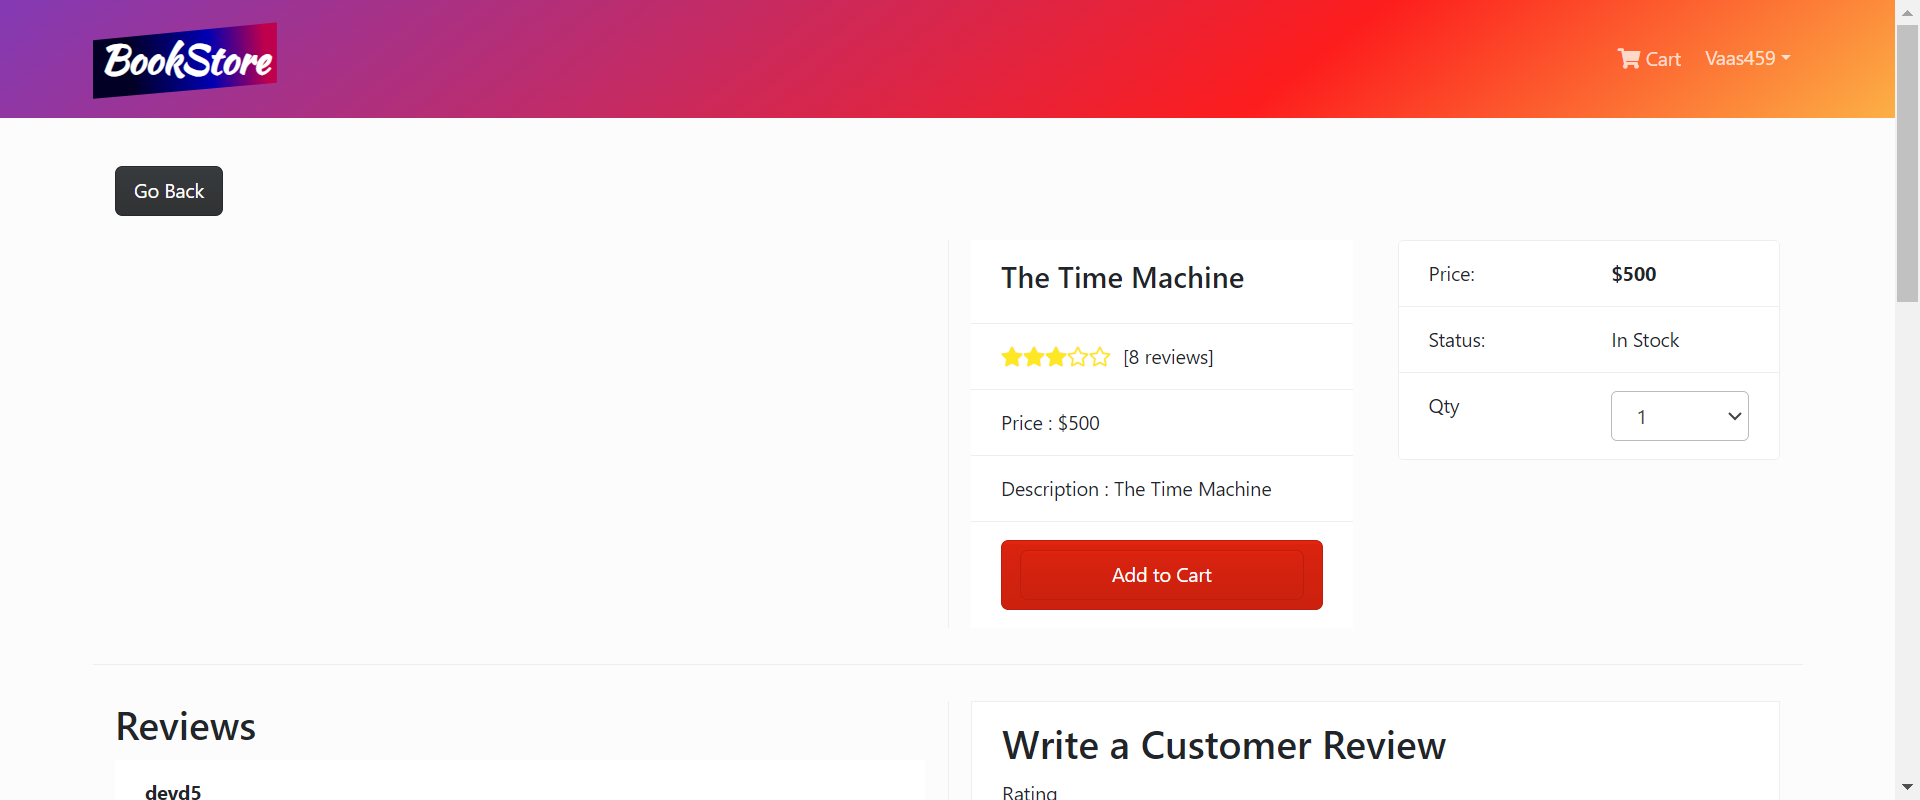 BookStore
Cart
Vaas459
Go Back
The Time Machine
[8 reviews]
Price : $500
Description : The Time Machine
Add to Cart
Price:
$500
Status:
In Stock
Qty
1
Reviews
devd5
Write a Customer Review
Rating